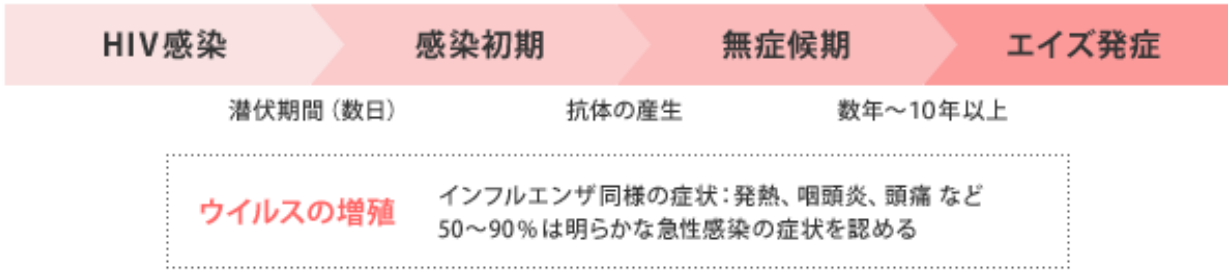 HIV感染
感染初期
無症候期
エイズ発症
潜伏期間（数日）
抗体の産生
数年～10年以上
ウイルスの増殖
インフルエンザ同様の症状：発熱、咽頭炎、頭痛 など
50～90％は明らかな急性感染の症状を認める